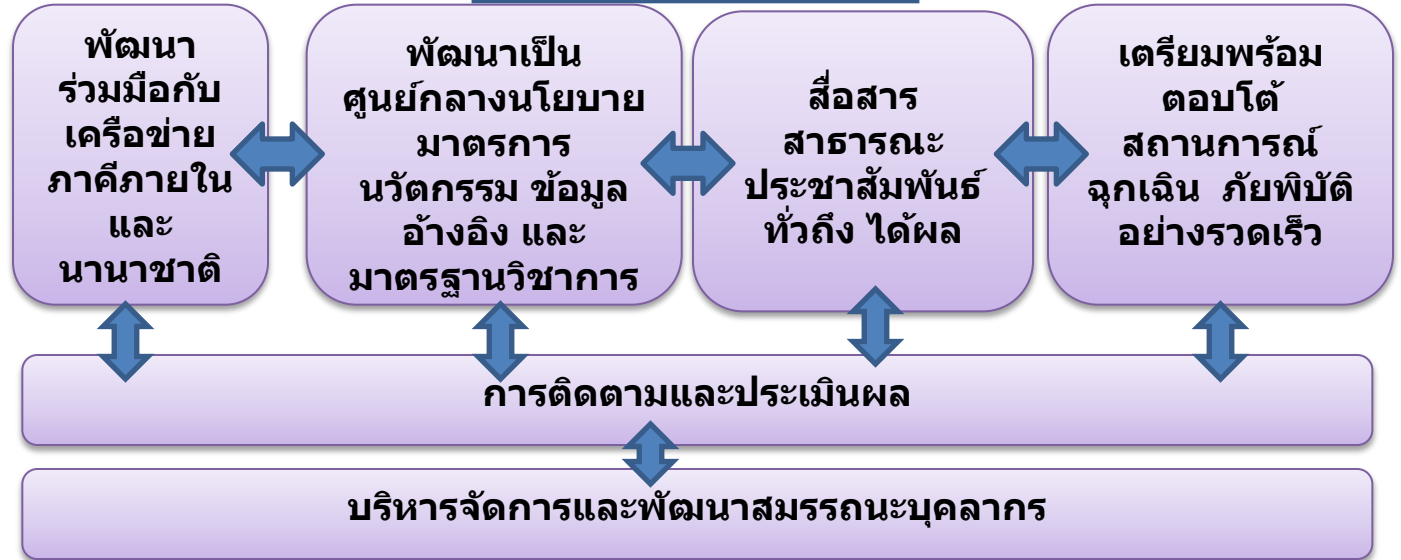 พัฒนา
ร่วมมือกับ
เครือข่าย
ภาคีภายใน
และ
นานาชาติ
พัฒนาเป็น
ศูนย์กลางนโยบาย
มาตรการ
นวัตกรรม ข้อมูล
อ้างอิง และ
มาตรฐานวิชาการ
สื่อสาร
สาธารณะ
ประชาสัมพันธ์
ทั่วถึง ได้ผล
เตรียมพร้อม
ตอบโต้
สถานการณ์
ฉุกเฉิน ภัยพิบัติ
อย่างรวดเร็ว
การติดตามและประเมินผล
บริหารจัดการและพัฒนาสมรรถนะบุคลากร